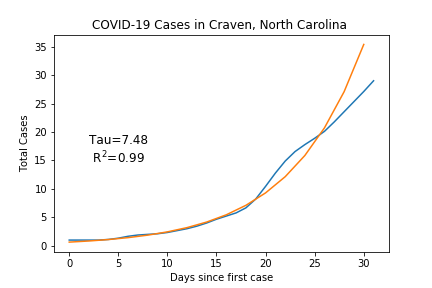 COVID-19 Cases in Craven, North Carolina
35
30
25
20
15
10
5
0
Total Cases
Tau=7.48
R²=0.99
0 5 10 15 20 25 30
Days since first case